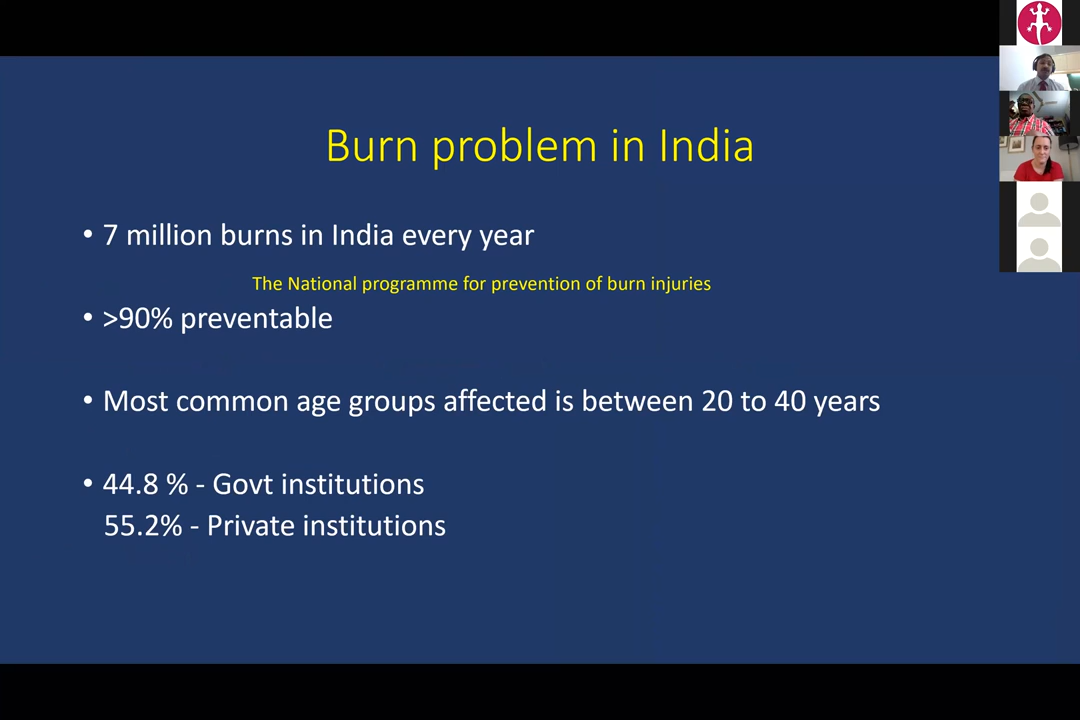 Burn problem in India
• 7 million burns in India every year
The National programme for prevention of burn injuries
• >90% preventable
• Most common age groups affected is between 20 to 40 years
• 44.8 % - Govt institutions
55.2% - Private institutions